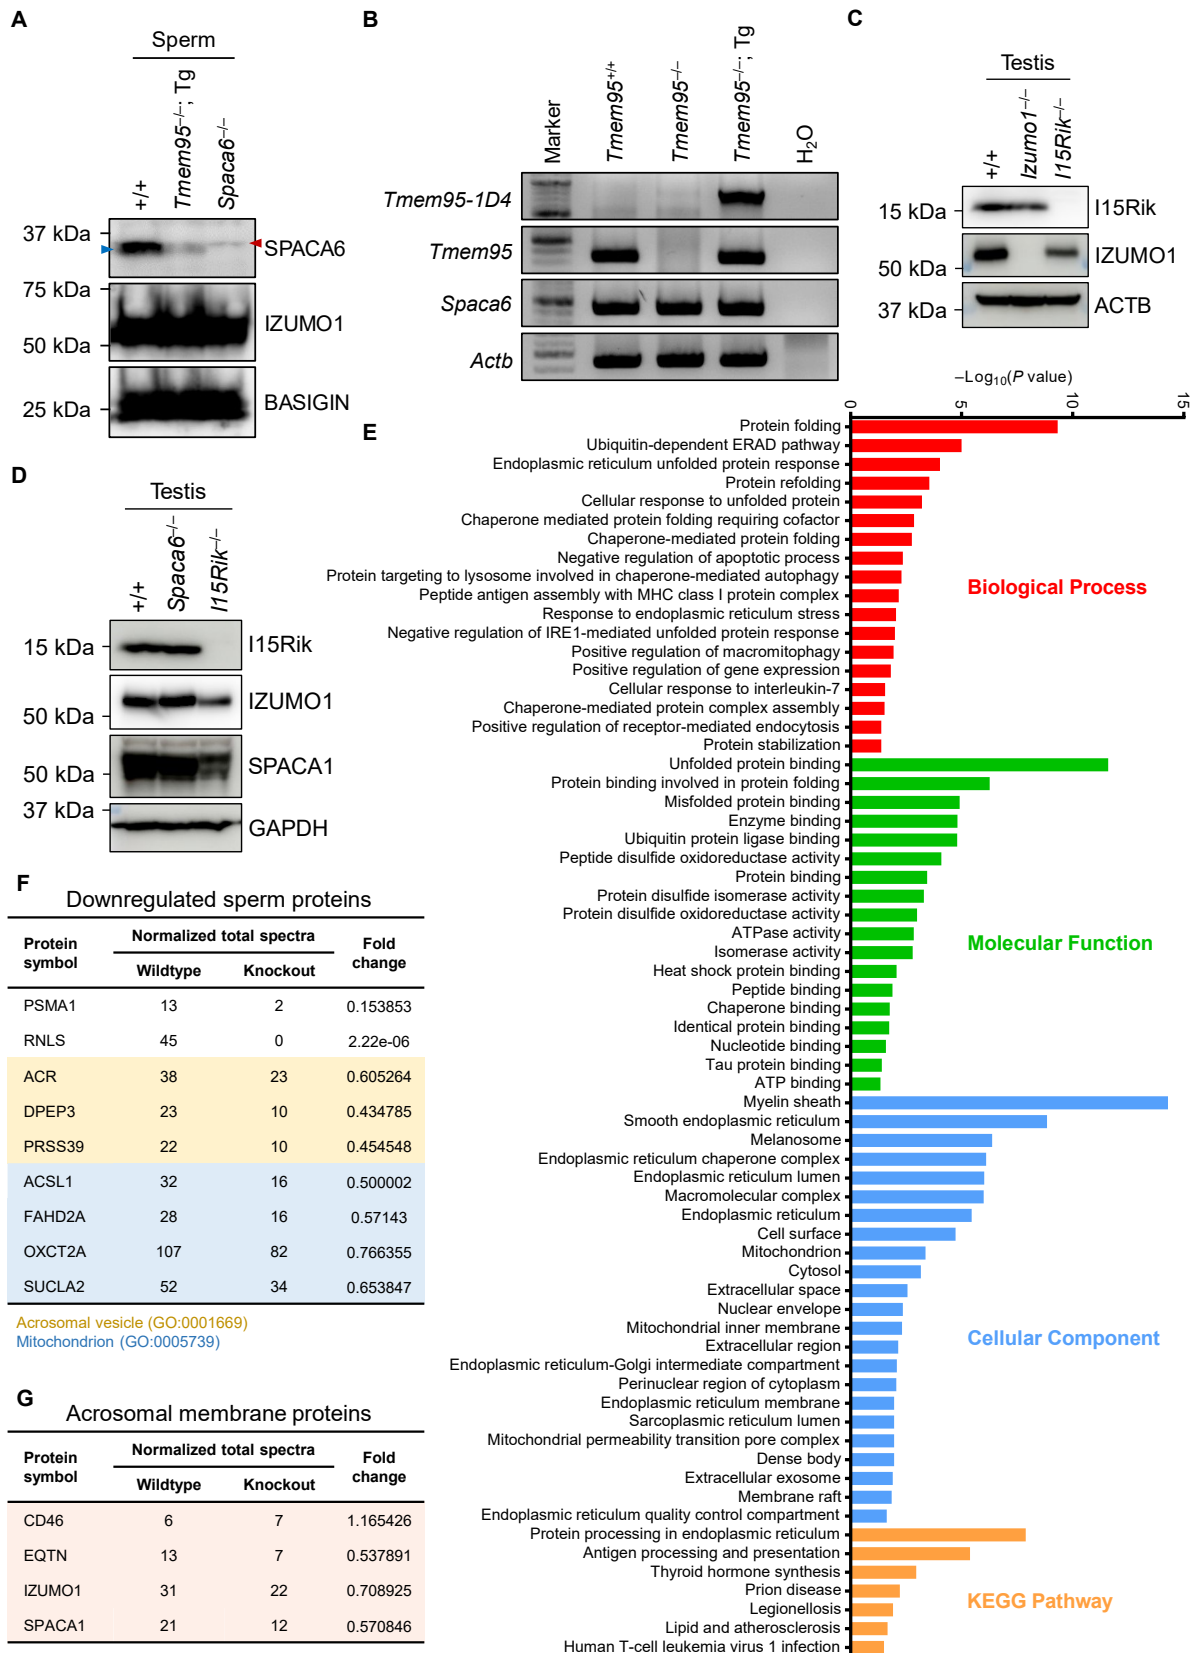 A
Sperm
+/+
Tmem95–/–; Tg
Spaca6–/–
37 kDa
SPACA6
75 kDa
IZUMO1
50 kDa
25 kDa
BASIGIN
B
Marker
Tmem95+/+
Tmem95–/–
Tmem95–/–; Tg
H2O
Tmem95-1D4
Tmem95
Spaca6
Actb
C
Testis
+/+
Izumo1–/–
I15Rik–/–
15 kDa
I15Rik
IZUMO1
50 kDa
37 kDa
ACTB
D
Testis
+/+
Spaca6–/–
I15Rik–/–
15 kDa
I15Rik
IZUMO1
50 kDa
SPACA1
50 kDa
37 kDa
GAPDH
E
–Log10(P value)
0 5 10 15
Protein folding
Ubiquitin-dependent ERAD pathway
Endoplasmic reticulum unfolded protein response
Protein refolding
Cellular response to unfolded protein
Chaperone mediated protein folding requiring cofactor
Chaperone-mediated protein folding
Negative regulation of apoptotic process
Protein targeting to lysosome involved in chaperone-mediated autophagy
Peptide antigen assembly with MHC class I protein complex
Response to endoplasmic reticulum stress
Negative regulation of IRE1-mediated unfolded protein response
Positive regulation of macromitophagy
Positive regulation of gene expression
Cellular response to interleukin-7
Chaperone-mediated protein complex assembly
Positive regulation of receptor-mediated endocytosis
Protein stabilization
Biological Process
Unfolded protein binding
Protein binding involved in protein folding
Misfolded protein binding
Enzyme binding
Ubiquitin protein ligase binding
Peptide disulfide oxidoreductase activity
Protein binding
Protein disulfide isomerase activity
Protein disulfide oxidoreductase activity
ATPase activity
Isomerase activity
Heat shock protein binding
Peptide binding
Chaperone binding
Identical protein binding
Nucleotide binding
Tau protein binding
ATP binding
Molecular Function
Myelin sheath
Smooth endoplasmic reticulum
Melanosome
Endoplasmic reticulum chaperone complex
Endoplasmic reticulum lumen
Macromolecular complex
Endoplasmic reticulum
Cell surface
Mitochondrion
Cytosol
Extracellular space
Nuclear envelope
Mitochondrial inner membrane
Extracellular region
Endoplasmic reticulum-Golgi intermediate compartment
Perinuclear region of cytoplasm
Endoplasmic reticulum membrane
Sarcoplasmic reticulum lumen
Mitochondrial permeability transition pore complex
Dense body
Extracellular exosome
Membrane raft
Endoplasmic reticulum quality control compartment
Cellular Component
Protein processing in endoplasmic reticulum
Antigen processing and presentation
Thyroid hormone synthesis
Prion disease
Legionellosis
Lipid and atherosclerosis
Human T-cell leukemia virus 1 infection
KEGG Pathway
F
Downregulated sperm proteins
Protein symbol Normalized total spectra Fold change
Wildtype Knockout
PSMA1 13 2 0.153853
RNLS 45 0 2.22e-06
ACR 38 23 0.605264
DPEP3 23 10 0.434785
PRSS39 22 10 0.454548
ACSL1 32 16 0.500002
FAHD2A 28 16 0.57143
OXCT2A 107 82 0.766355
SUCLA2 52 34 0.653847
Acrosomal vesicle (GO:0001669)
Mitochondrion (GO:0005739)
G
Acrosomal membrane proteins
Protein symbol Normalized total spectra Fold change
Wildtype Knockout
CD46 6 7 1.165426
EQTN 13 7 0.537891
IZUMO1 31 22 0.708925
SPACA1 21 12 0.570846